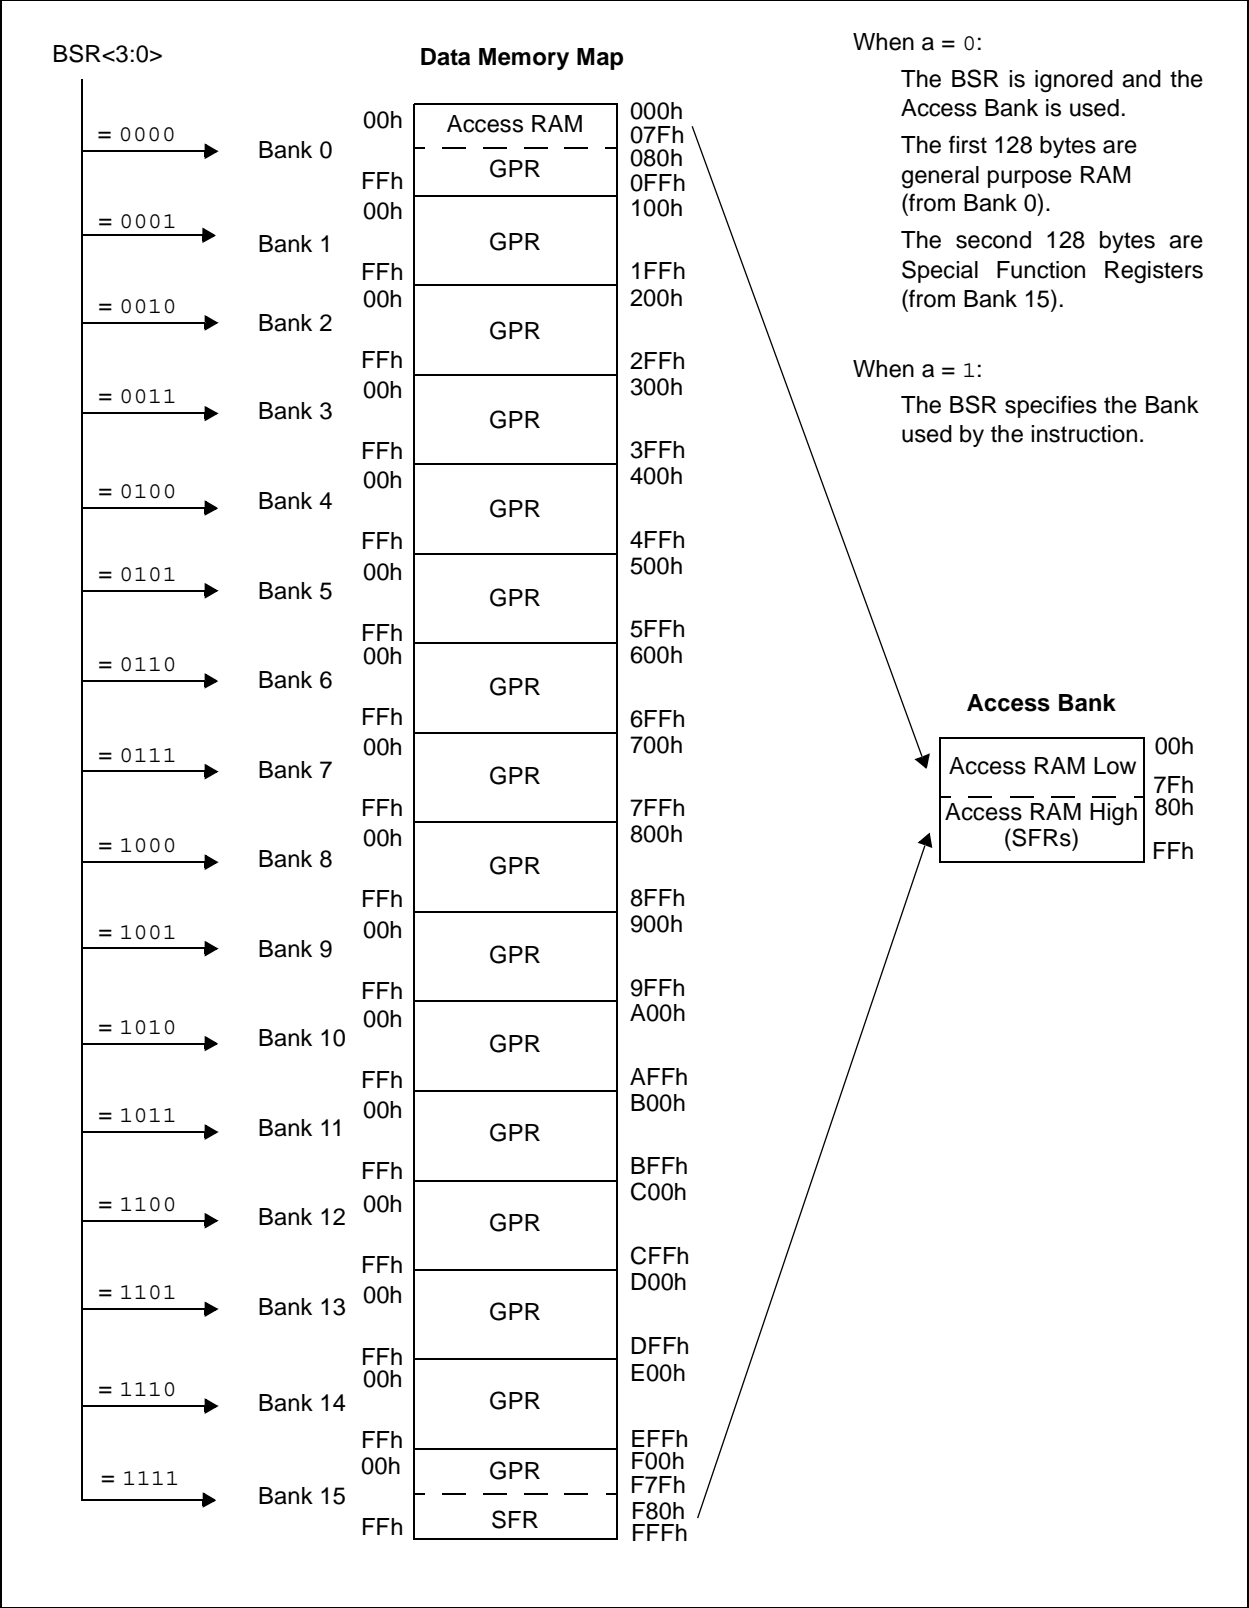 BSR<3:0>
Data Memory Map
When a = 0:
The BSR is ignored and the
Access Bank is used.
The first 128 bytes are
general purpose RAM
(from Bank 0).
The second 128 bytes are
Special Function Registers
(from Bank 15).
When a = 1:
The BSR specifies the Bank
used by the instruction.
= 0000
Bank 0
00h
Access RAM
000h
07Fh
GPR
080h
FFh
0FFh
= 0001
Bank 1
00h
GPR
100h
FFh
1FFh
= 0010
Bank 2
00h
GPR
200h
FFh
2FFh
= 0011
Bank 3
00h
GPR
300h
FFh
3FFh
= 0100
Bank 4
00h
GPR
400h
FFh
4FFh
= 0101
Bank 5
00h
GPR
500h
FFh
5FFh
= 0110
Bank 6
00h
GPR
600h
FFh
6FFh
= 0111
Bank 7
00h
GPR
700h
FFh
7FFh
= 1000
Bank 8
00h
GPR
800h
FFh
8FFh
= 1001
Bank 9
00h
GPR
900h
FFh
9FFh
= 1010
Bank 10
00h
GPR
A00h
FFh
AFFh
= 1011
Bank 11
00h
GPR
B00h
FFh
BFFh
= 1100
Bank 12
00h
GPR
C00h
FFh
CFFh
= 1101
Bank 13
00h
GPR
D00h
FFh
DFFh
= 1110
Bank 14
00h
GPR
E00h
FFh
EFFh
= 1111
Bank 15
00h
GPR
F00h
F7Fh
SFR
F80h
FFh
FFFh
Access Bank
Access RAM Low
00h
7Fh
Access RAM High
80h
(SFRs)
FFh